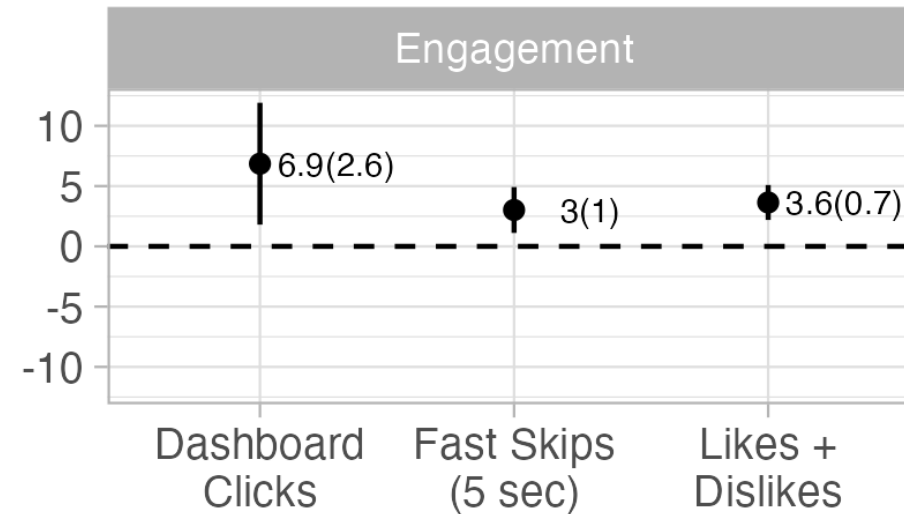 Engagement
10
5
0
-5
-10
6.9(2.6)
3(1)
3.6(0.7)
Dashboard
Clicks
Fast Skips
(5 sec)
Likes +
Dislikes